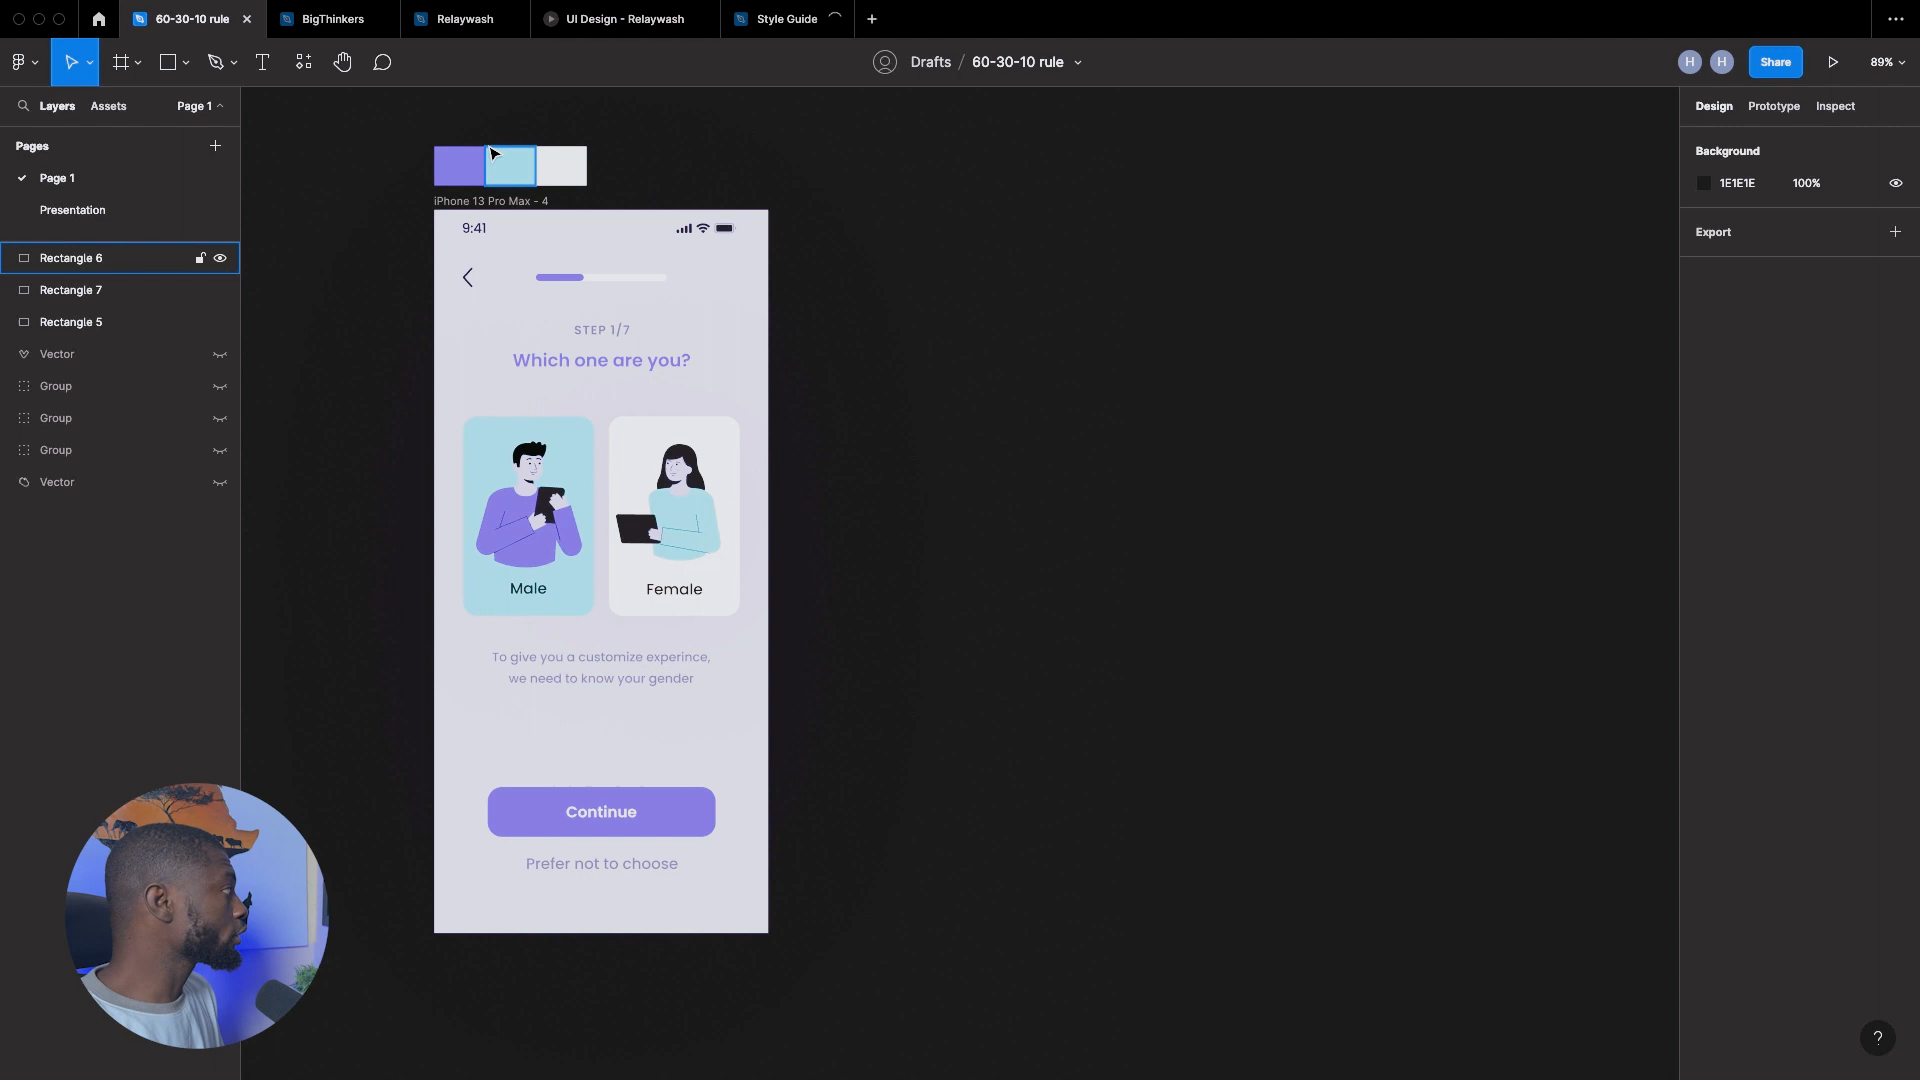 60-30-10 rule
BigThinkers
Relaywash
UI Design - Relaywash
Style Guide
Drafts / 60-30-10 rule
H
H
Share
89%
Layers
Assets
Page 1
Pages
Page 1
Presentation
Rectangle 6
Rectangle 7
Rectangle 5
Vector
Group
Group
Group
Vector
iPhone 13 Pro Max - 4
9:41
STEP 1/7
Which one are you?
Male
Female
To give you a customize experince,
we need to know your gender
Continue
Prefer not to choose
Design
Prototype
Inspect
Background
1E1E1E
100%
Export
?